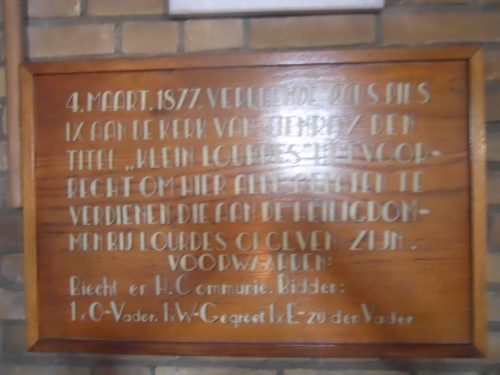 4. MAART. 1877. VERLEENDE PAUS PIUS
IX AAN DE KERK VAN TIENRAY DEN
TITEL „KLEIN LOURDES" HET VOOR-
RECHT OM HIER ALLE AFLATEN TE
VERDIENEN DIE AAN DE HEILIGDOM-
MEN BIJ LOURDES GEGEVEN ZIJN.
VOORWAARDEN:
Biecht en H. Communie. Bidden:
1 x O-Vader. 1 x W-Gegroet 1 x E-zij den Vader